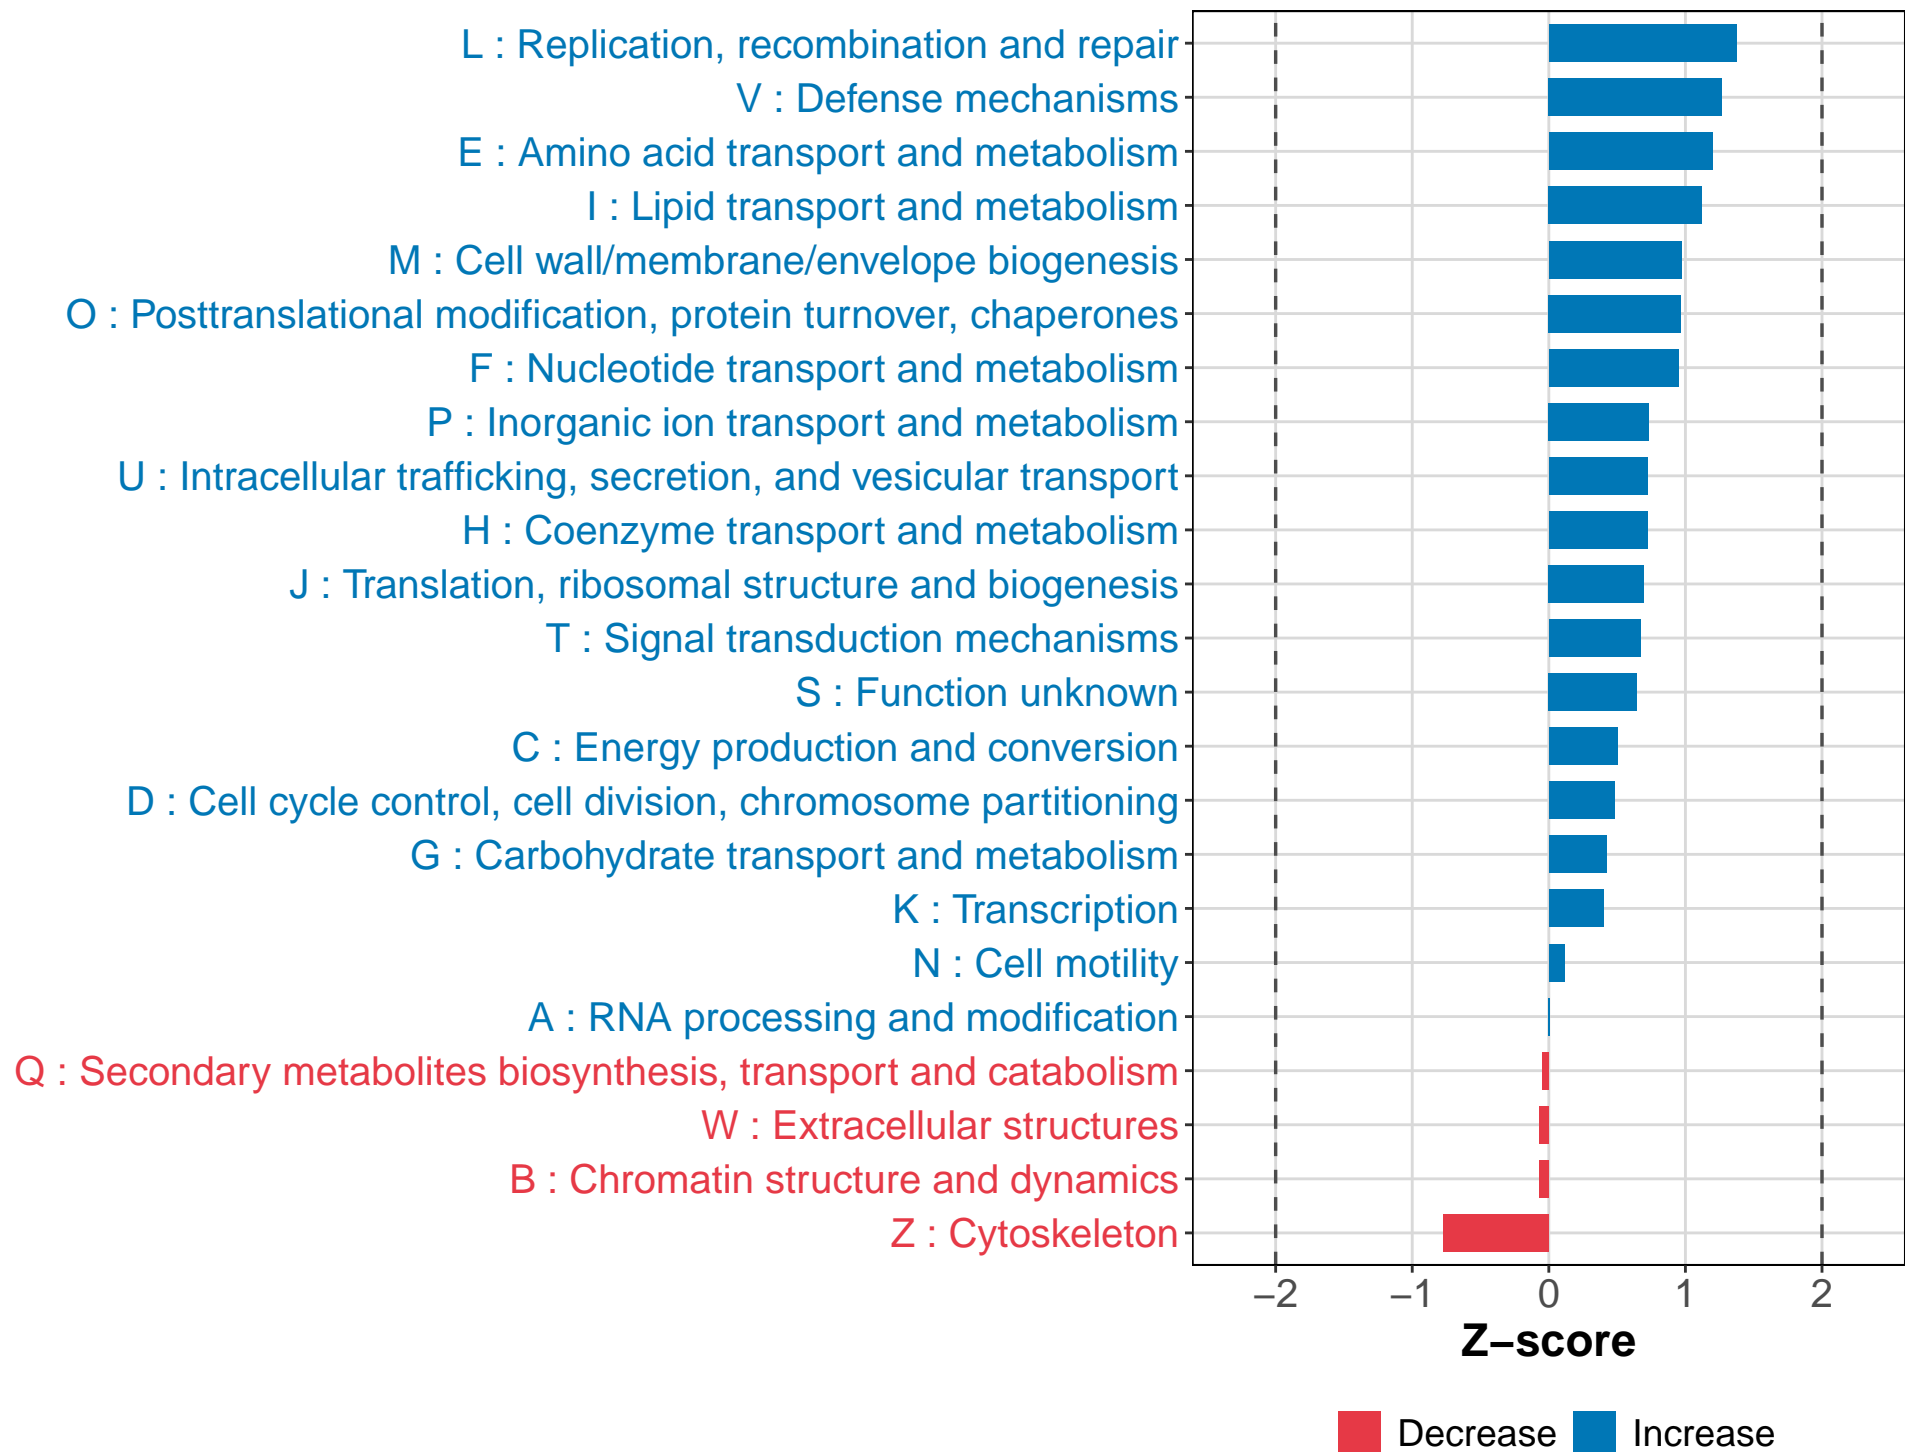 L : Replication, recombination and repair
V : Defense mechanisms
E : Amino acid transport and metabolism
I : Lipid transport and metabolism
M : Cell wall/membrane/envelope biogenesis
O : Posttranslational modification, protein turnover, chaperones
F : Nucleotide transport and metabolism
P : Inorganic ion transport and metabolism
U : Intracellular trafficking, secretion, and vesicular transport
H : Coenzyme transport and metabolism
J : Translation, ribosomal structure and biogenesis
T : Signal transduction mechanisms
S : Function unknown
C : Energy production and conversion
D : Cell cycle control, cell division, chromosome partitioning
G : Carbohydrate transport and metabolism
K : Transcription
N : Cell motility
A : RNA processing and modification
Q : Secondary metabolites biosynthesis, transport and catabolism
W : Extracellular structures
B : Chromatin structure and dynamics
Z : Cytoskeleton
−2 −1 0 1 2
Z−score
Decrease Increase